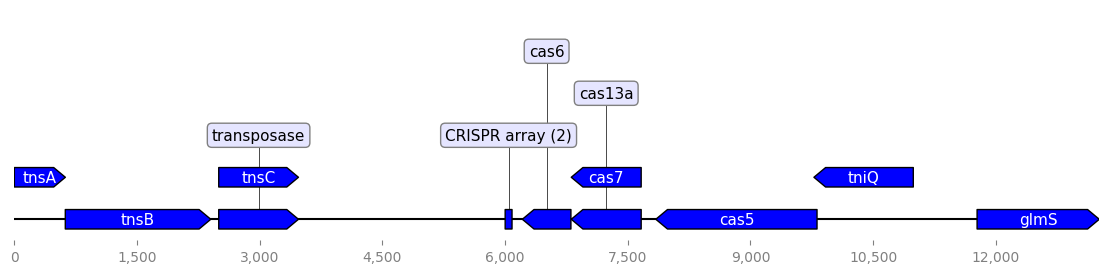 cas6
cas13a
transposase
CRISPR array (2)
tnsA
tnsC
cas7
tniQ
tnsB
cas5
glmS
0
1,500
3,000
4,500
6,000
7,500
9,000
10,500
12,000